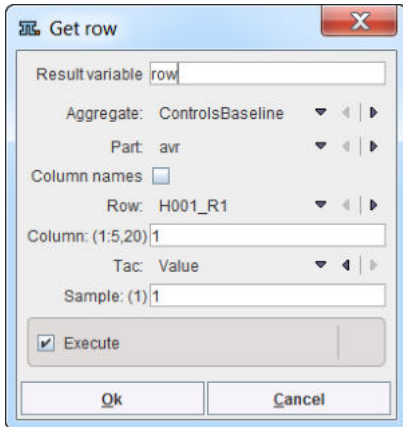 Get row
Result variable row
Aggregate: ControlsBaseline
Part: avr
Column names
Row: H001_R1
Column: (1:5,20) 1
Tac: Value
Sample: (1) 1
Execute
Ok Cancel